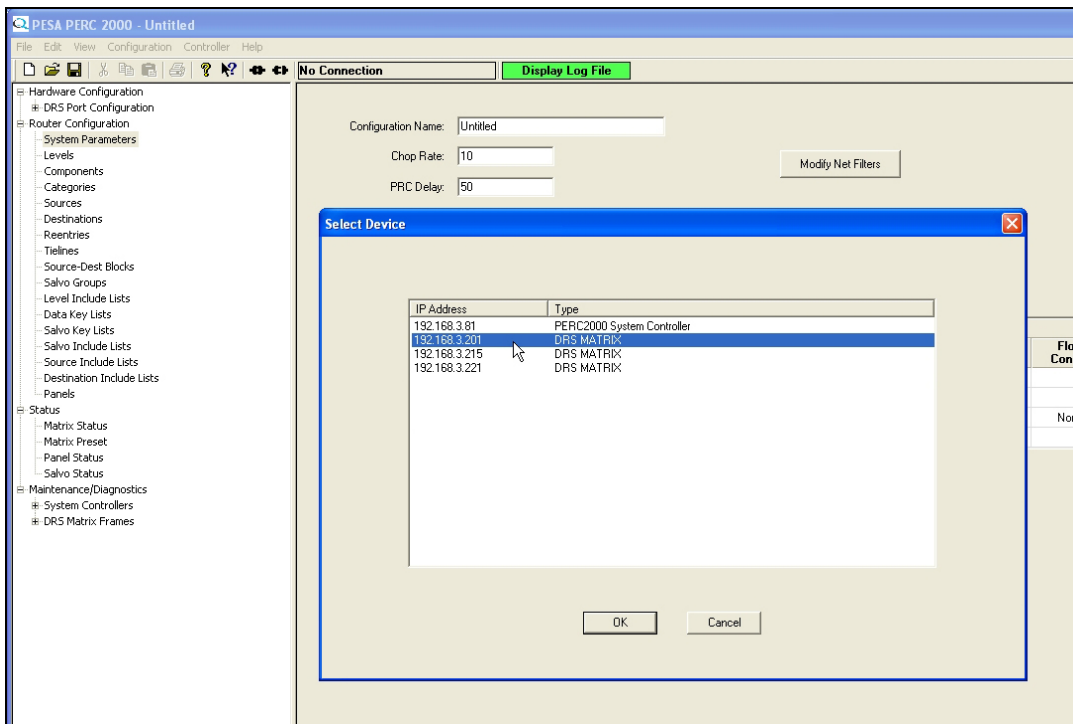 PESA PERC 2000 - Untitled
File Edit View Configuration Controller Help
No Connection
Display Log File
Hardware Configuration
DRS Port Configuration
Router Configuration
System Parameters
Levels
Components
Categories
Sources
Destinations
Reentries
Tielines
Source-Dest Blocks
Salvo Groups
Level Include Lists
Data Key Lists
Salvo Key Lists
Salvo Include Lists
Source Include Lists
Destination Include Lists
Panels
Status
Matrix Status
Matrix Preset
Panel Status
Salvo Status
Maintenance/Diagnostics
System Controllers
DRS Matrix Frames
Configuration Name: Untitled
Chop Rate: 10
Modify Net Filters
PRC Delay: 50
Select Device
IP Address Type
192.168.3.81 PERC2000 System Controller
192.168.3.201 DRS MATRIX
192.168.3.215 DRS MATRIX
192.168.3.221 DRS MATRIX
OK Cancel
Flo
Con
Nor